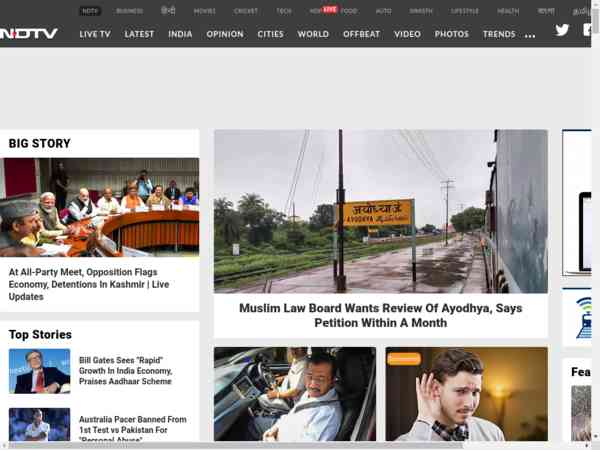 NDTV
BUSINESS
हिन्दी
MOVIES
CRICKET
TECH
LIVE
FOOD
AUTO
SWASTH
LIFESTYLE
HEALTH
বাংলা
NDTV
LIVE TV
LATEST
INDIA
OPINION
CITIES
WORLD
OFFBEAT
VIDEO
PHOTOS
TRENDS
...
BIG STORY
At All-Party Meet, Opposition Flags
Economy, Detentions In Kashmir | Live
Updates
Top Stories
Bill Gates Sees "Rapid"
Growth In India Economy,
Praises Aadhaar Scheme
Australia Pacer Banned From
1st Test vs Pakistan For
"Personal Abuse"
अयोध्या जं
AYODHYA
Muslim Law Board Wants Review Of Ayodhya, Says
Petition Within A Month
Sponsored
Fea